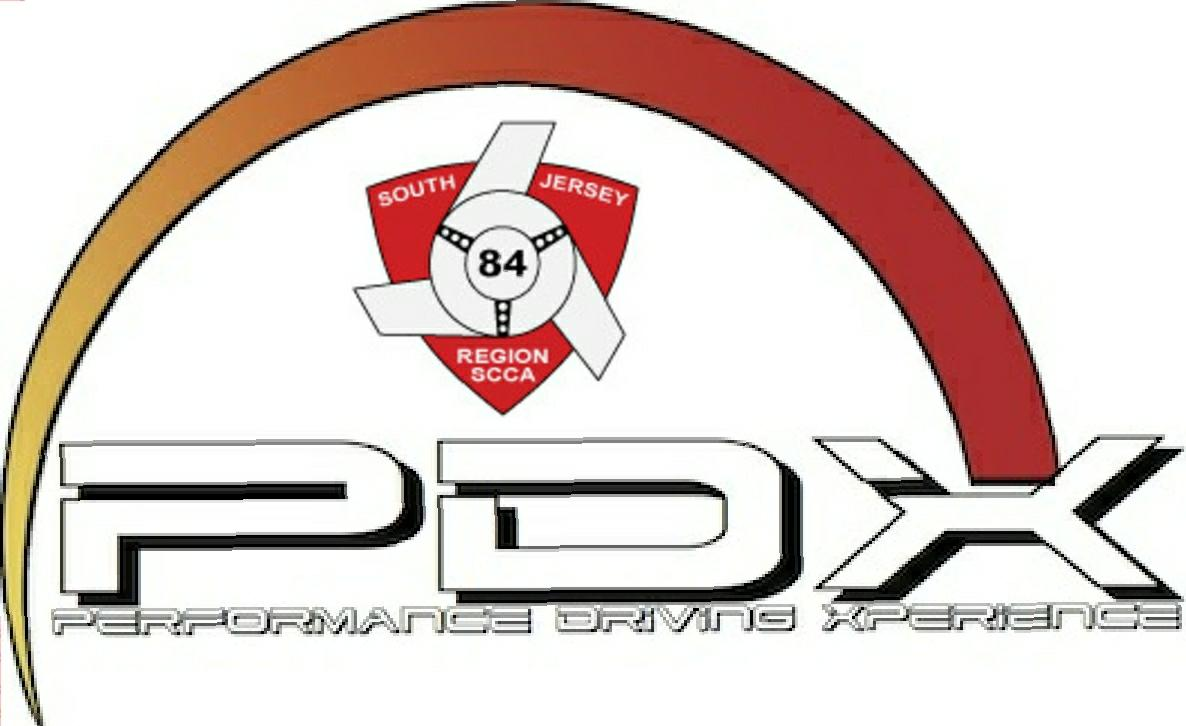 SOUTH JERSEY
84
REGION
SCCA
PDX
PERFORMANCE DRIVING XPERIENCE